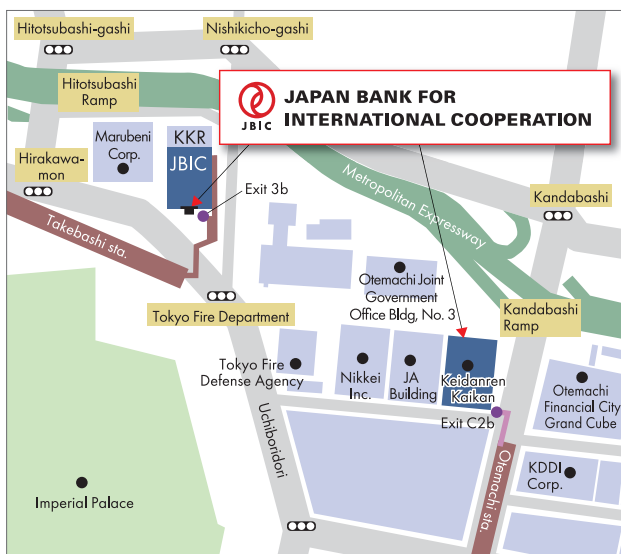 Hitotsubashi-gashi
Nishikicho-gashi
Hitotsubashi
Ramp
JBIC
JAPAN BANK FOR
INTERNATIONAL COOPERATION
Marubeni
Corp.
KKR
JBIC
Hirakawa-
mon
Exit 3b
Takebashi sta.
Metropolitan Expressway
Kandabashi
Tokyo Fire Department
Otemachi Joint
Government
Office Bldg, No. 3
Kandabashi
Ramp
Tokyo Fire
Defense Agency
Nikkei
Inc.
JA
Building
Keidanren
Kaikan
Otemachi
Financial City
Grand Cube
Exit C2b
Uchiboridori
Otemachi sta.
KDDI
Corp.
Imperial Palace